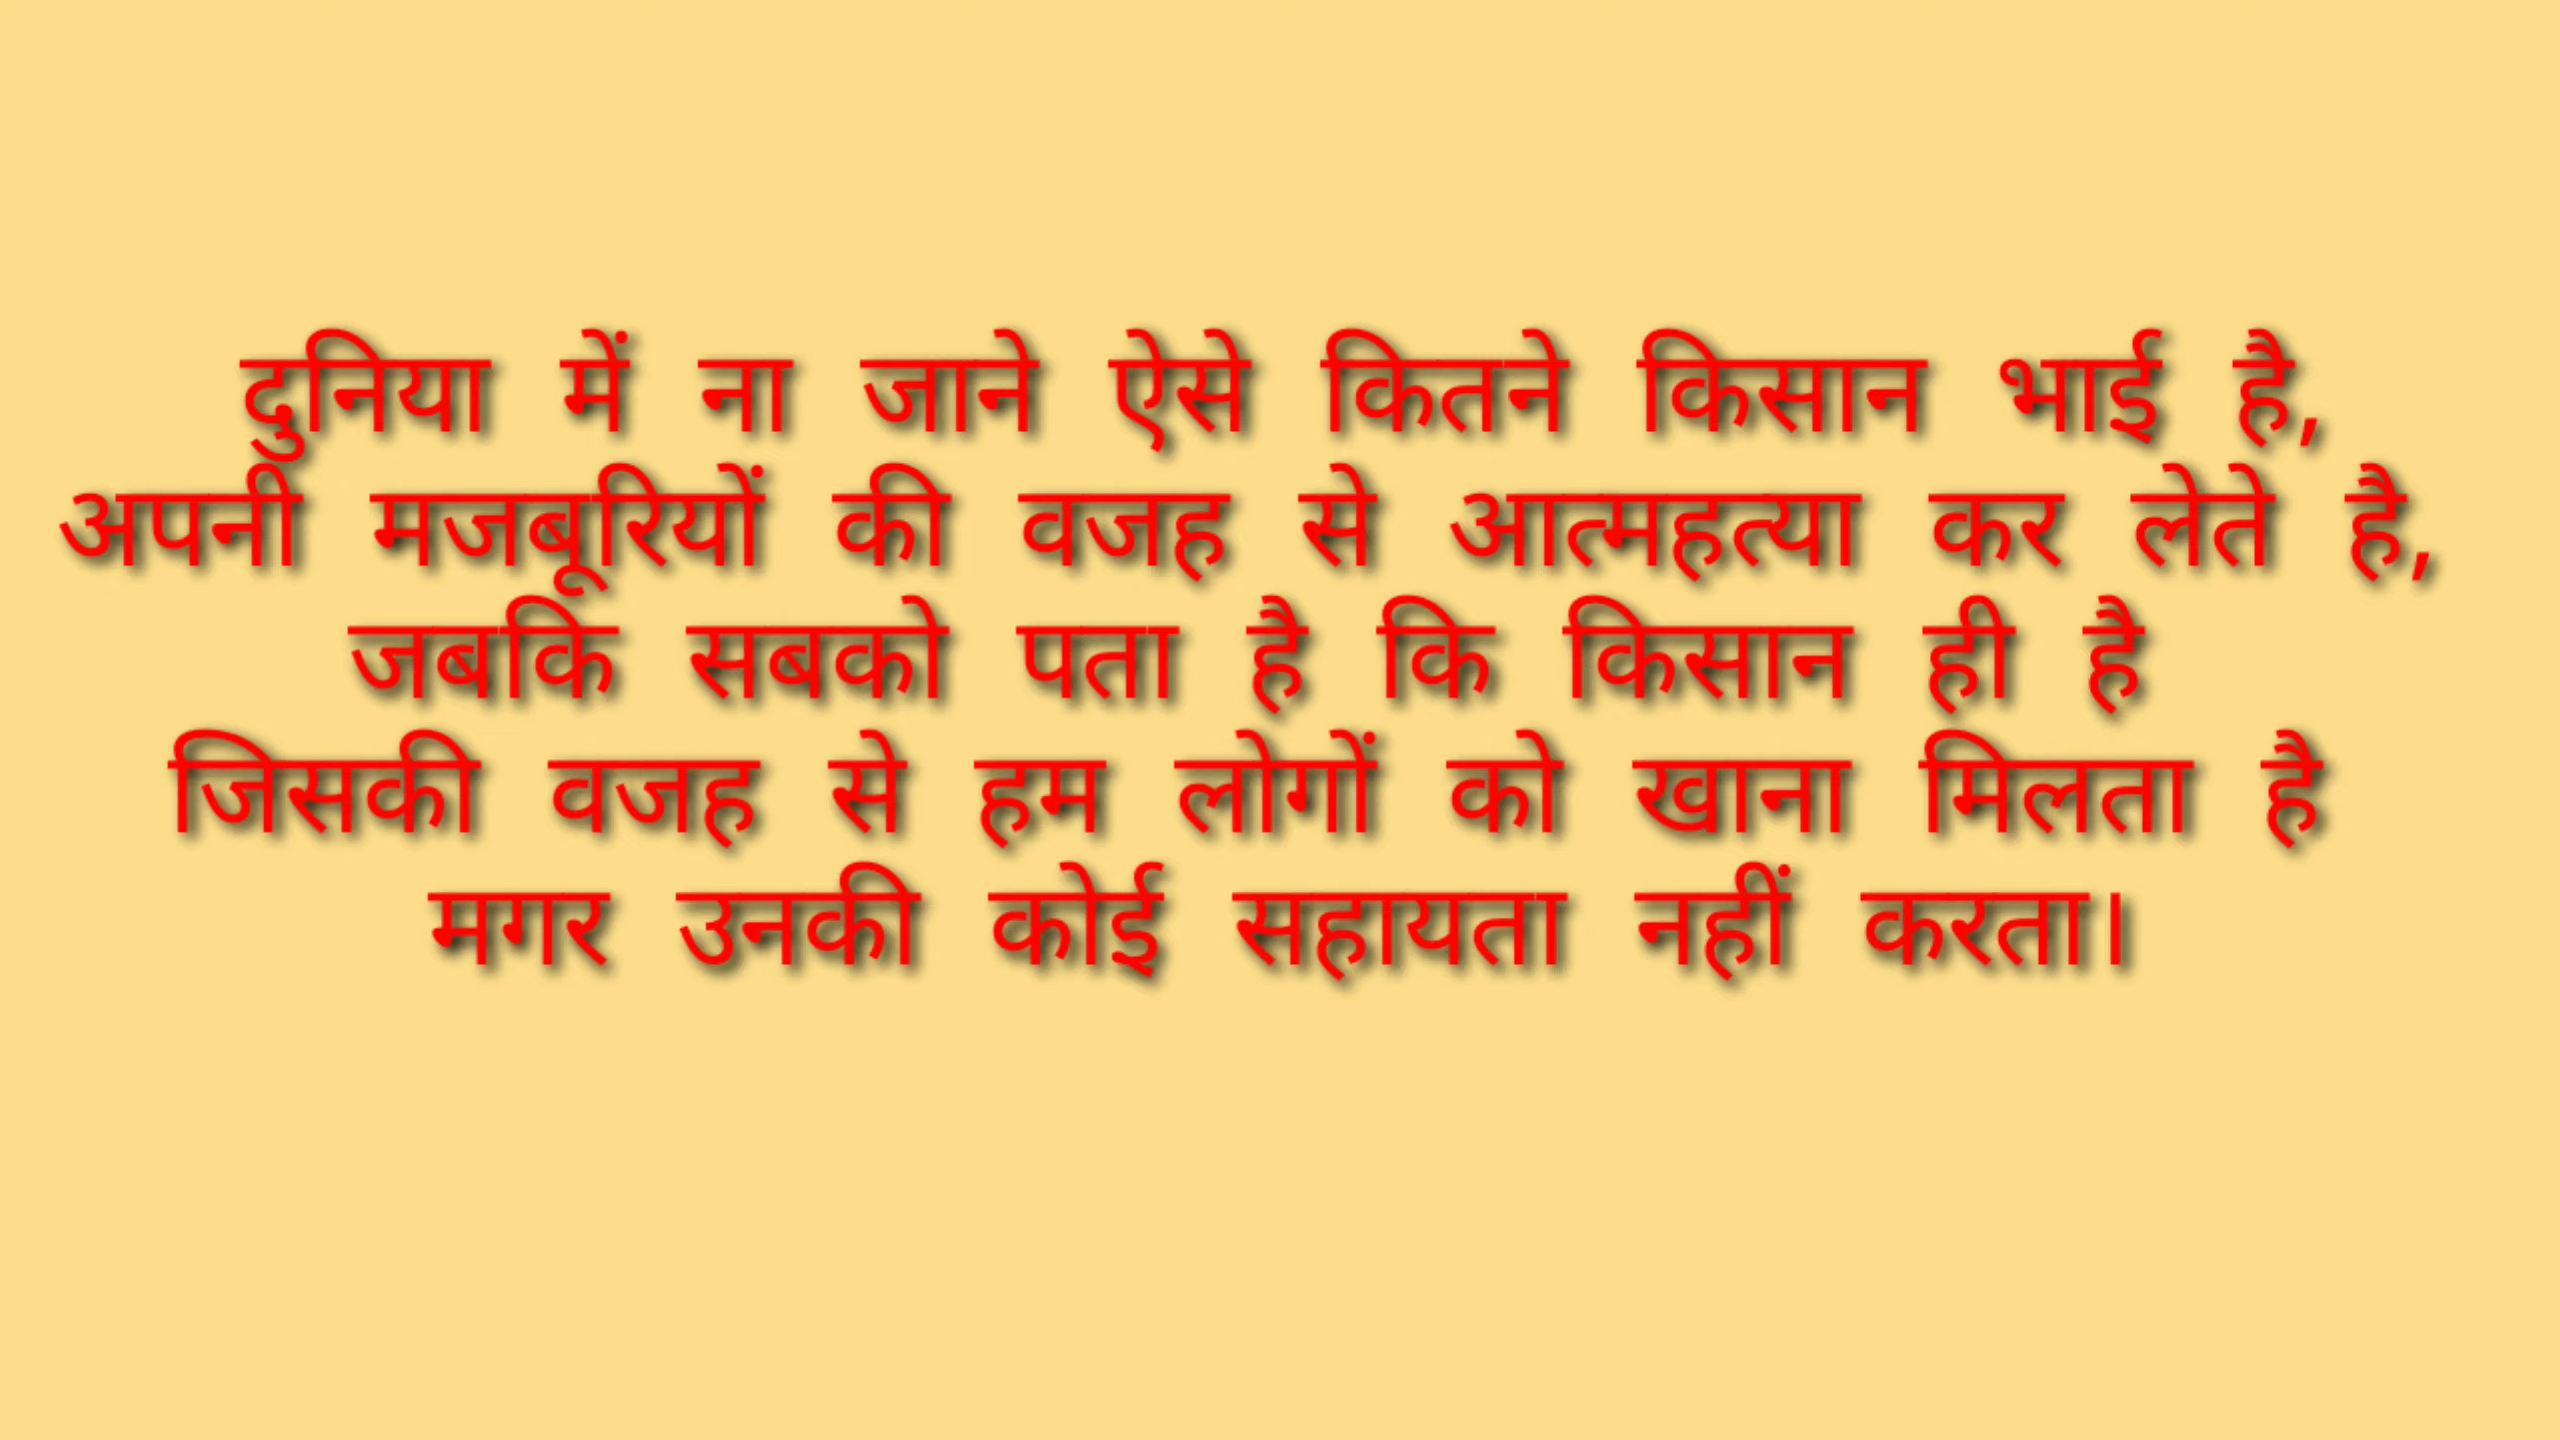 दुनिया में ना जाने ऐसे कितने किसान भाई है,
अपनी मजबूरियों की वजह से आत्महत्या कर लेते है,
जबकि सबको पता है कि किसान ही है
जिसकी वजह से हम लोगों को खाना मिलता है
मगर उनकी कोई सहायता नहीं करता।